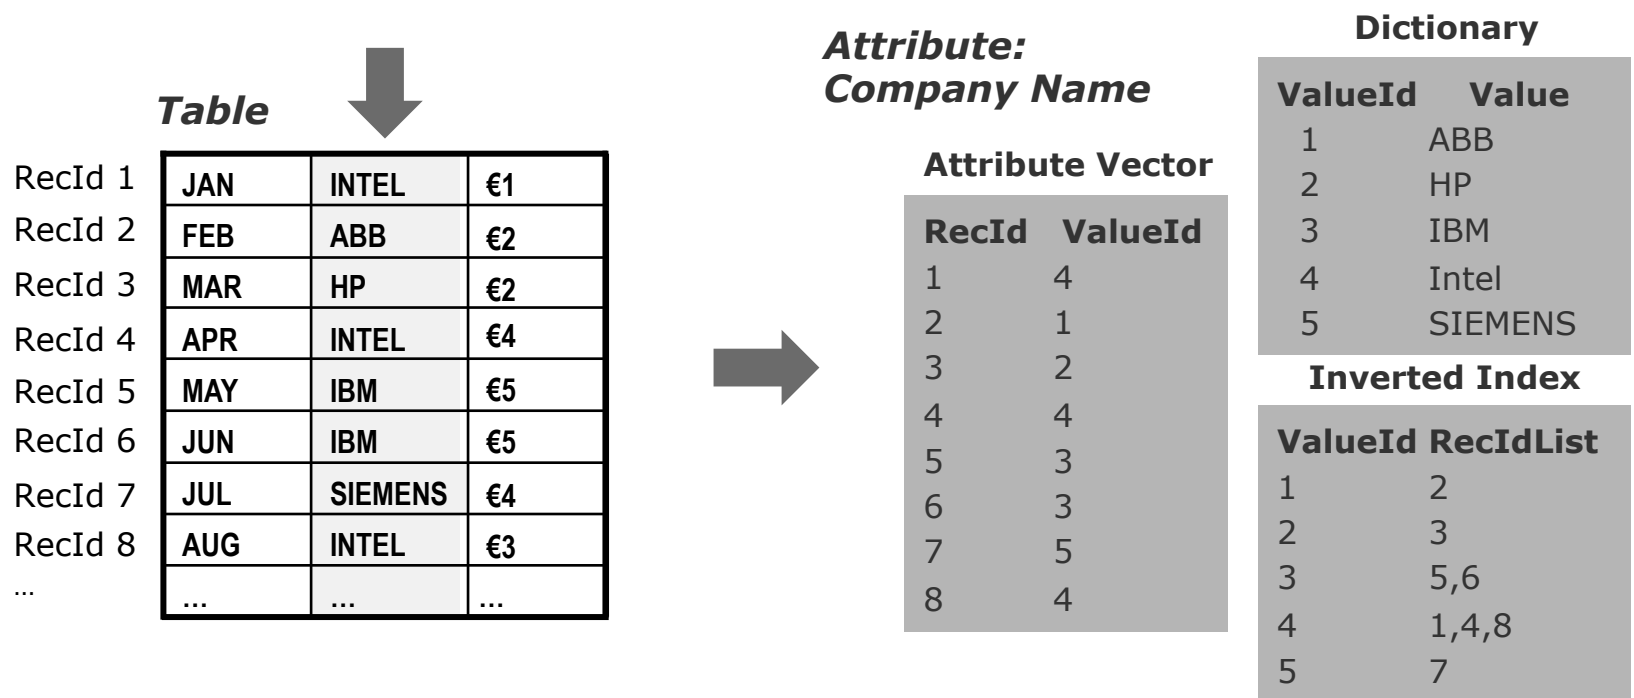 Table
RecId 1 JAN INTEL €1
RecId 2 FEB ABB €2
RecId 3 MAR HP €2
RecId 4 APR INTEL €4
RecId 5 MAY IBM €5
RecId 6 JUN IBM €5
RecId 7 JUL SIEMENS €4
RecId 8 AUG INTEL €3
... ... ... ...
Attribute:
Company Name
Attribute Vector
RecId ValueId
1 4
2 1
3 2
4 4
5 3
6 3
7 5
8 4
Dictionary
ValueId Value
1 ABB
2 HP
3 IBM
4 Intel
5 SIEMENS
Inverted Index
ValueId RecIdList
1 2
2 3
3 5,6
4 1,4,8
5 7